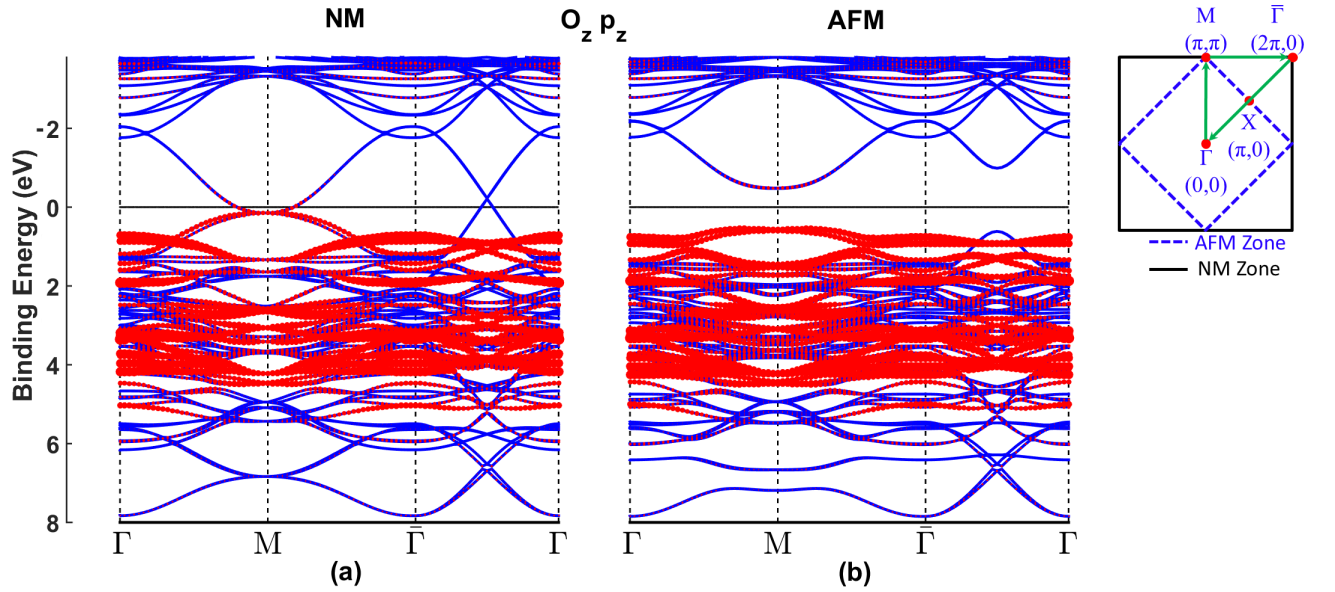 NM
O_z p_z
AFM
Binding Energy (eV)
-2
0
2
4
6
8
Γ M Γ̄ Γ
(a)
Γ M Γ̄ Γ
(b)
M Γ̄
(π,π) (2π,0)
X
Γ (π,0)
(0,0)
AFM Zone
NM Zone